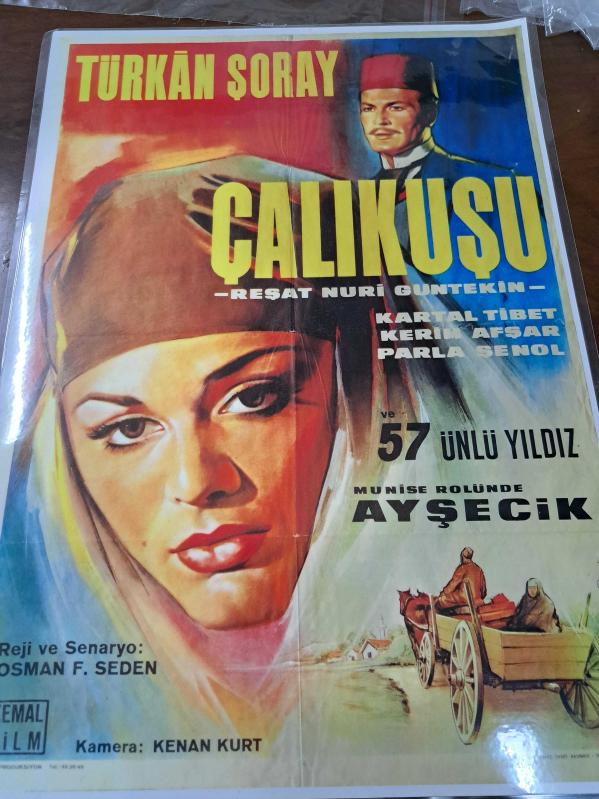 TÜRKÂN ŞORAY
ÇALIKUŞU
—REŞAT NURİ GUNTEKİN—
KARTAL TİBET
KERİM AFŞAR
PARLA ŞENOL
ve
57 ÜNLÜ YILDIZ
MUNİSE ROLÜNDE
AYŞECİK
Reji ve Senaryo:
OSMAN F. SEDEN
KEMAL
FİLM
Kamera: KENAN KURT